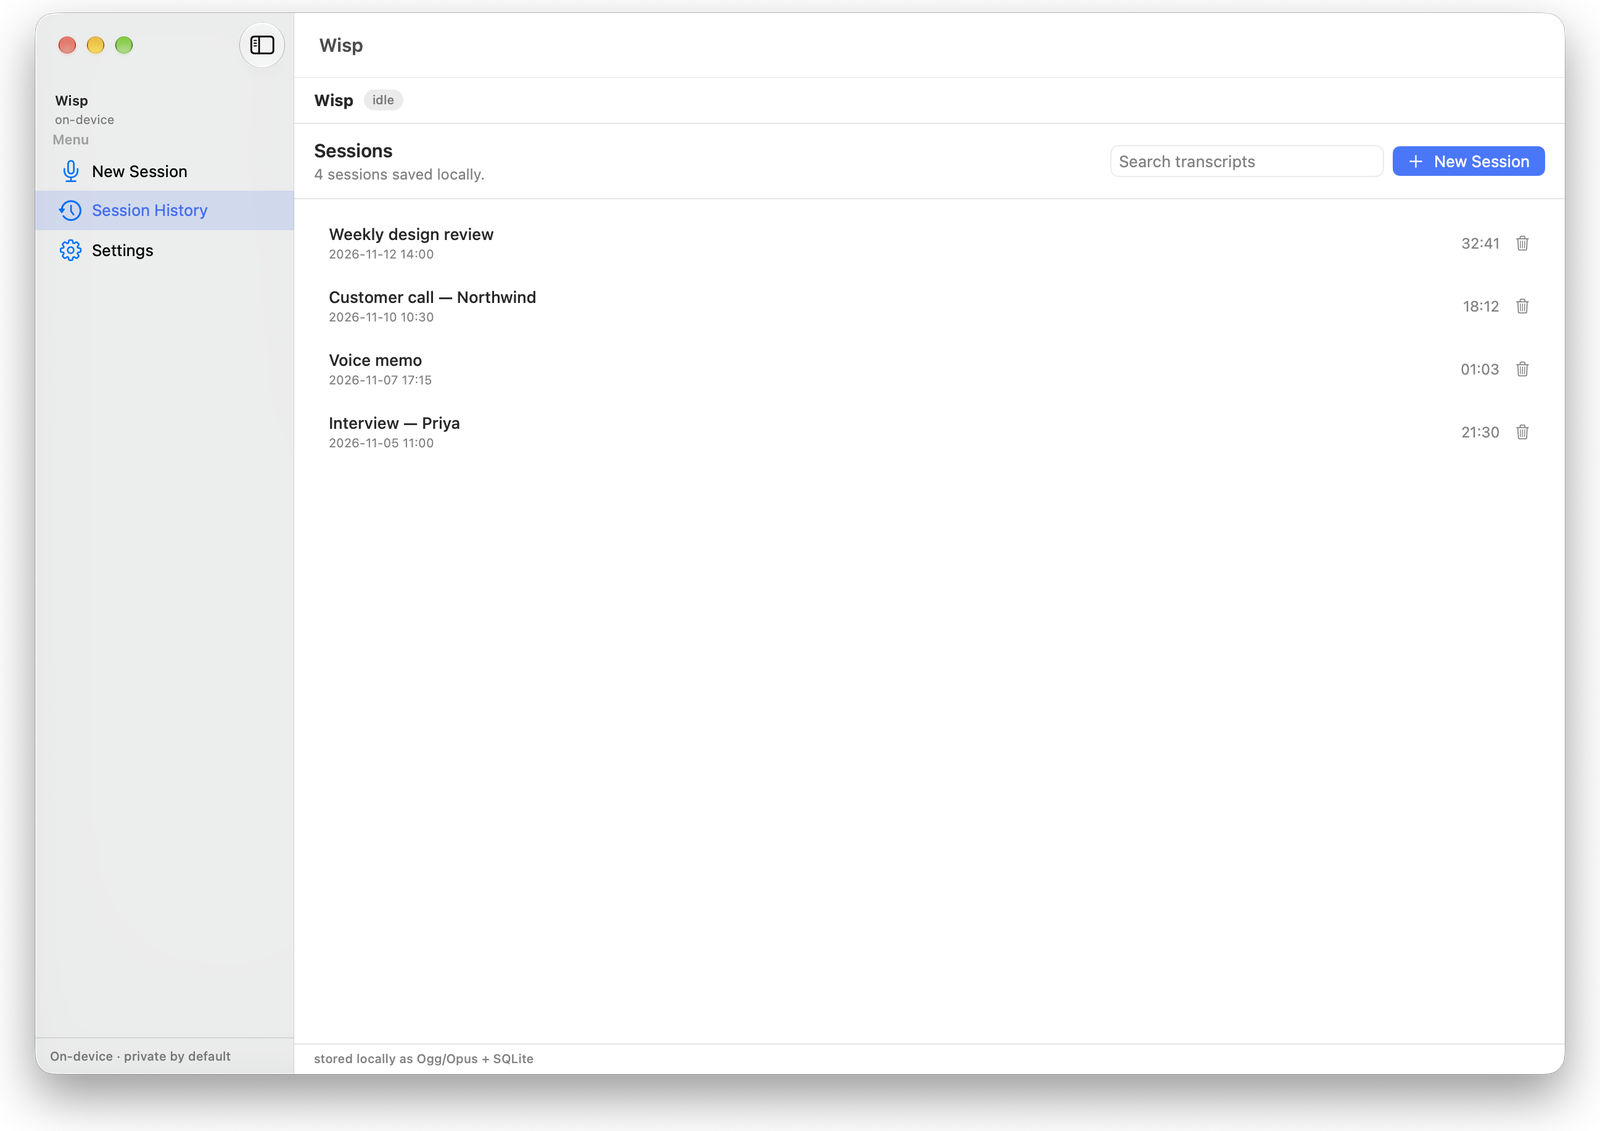 Wisp
on-device
Menu
New Session
Session History
Settings
On-device · private by default
Wisp
Wisp idle
Sessions
4 sessions saved locally.
Search transcripts
New Session
Weekly design review
2026-11-12 14:00
32:41
Customer call — Northwind
2026-11-10 10:30
18:12
Voice memo
2026-11-07 17:15
01:03
Interview — Priya
2026-11-05 11:00
21:30
stored locally as Ogg/Opus + SQLite